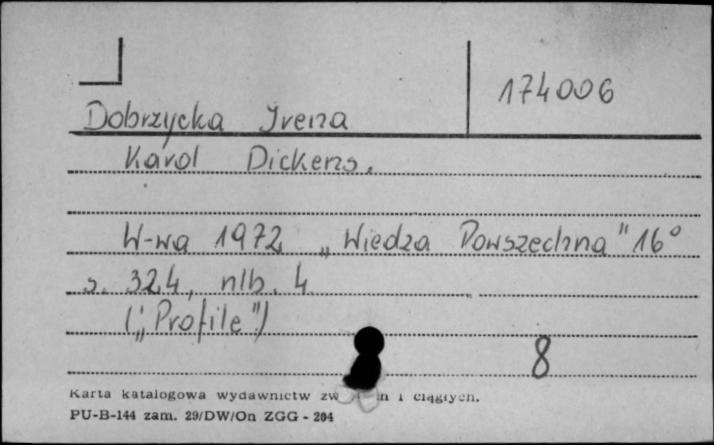 174006
Dobrzycka Irena
Karol Dickens.
W-wa 1972 „Wiedza Powszechna" 16°
s. 324, nlb. 4
(„Profile")
8
Karta katalogowa wydawnictw zw i ciągłych.
PU-B-144 zam. 29/DW/On ZGG - 204